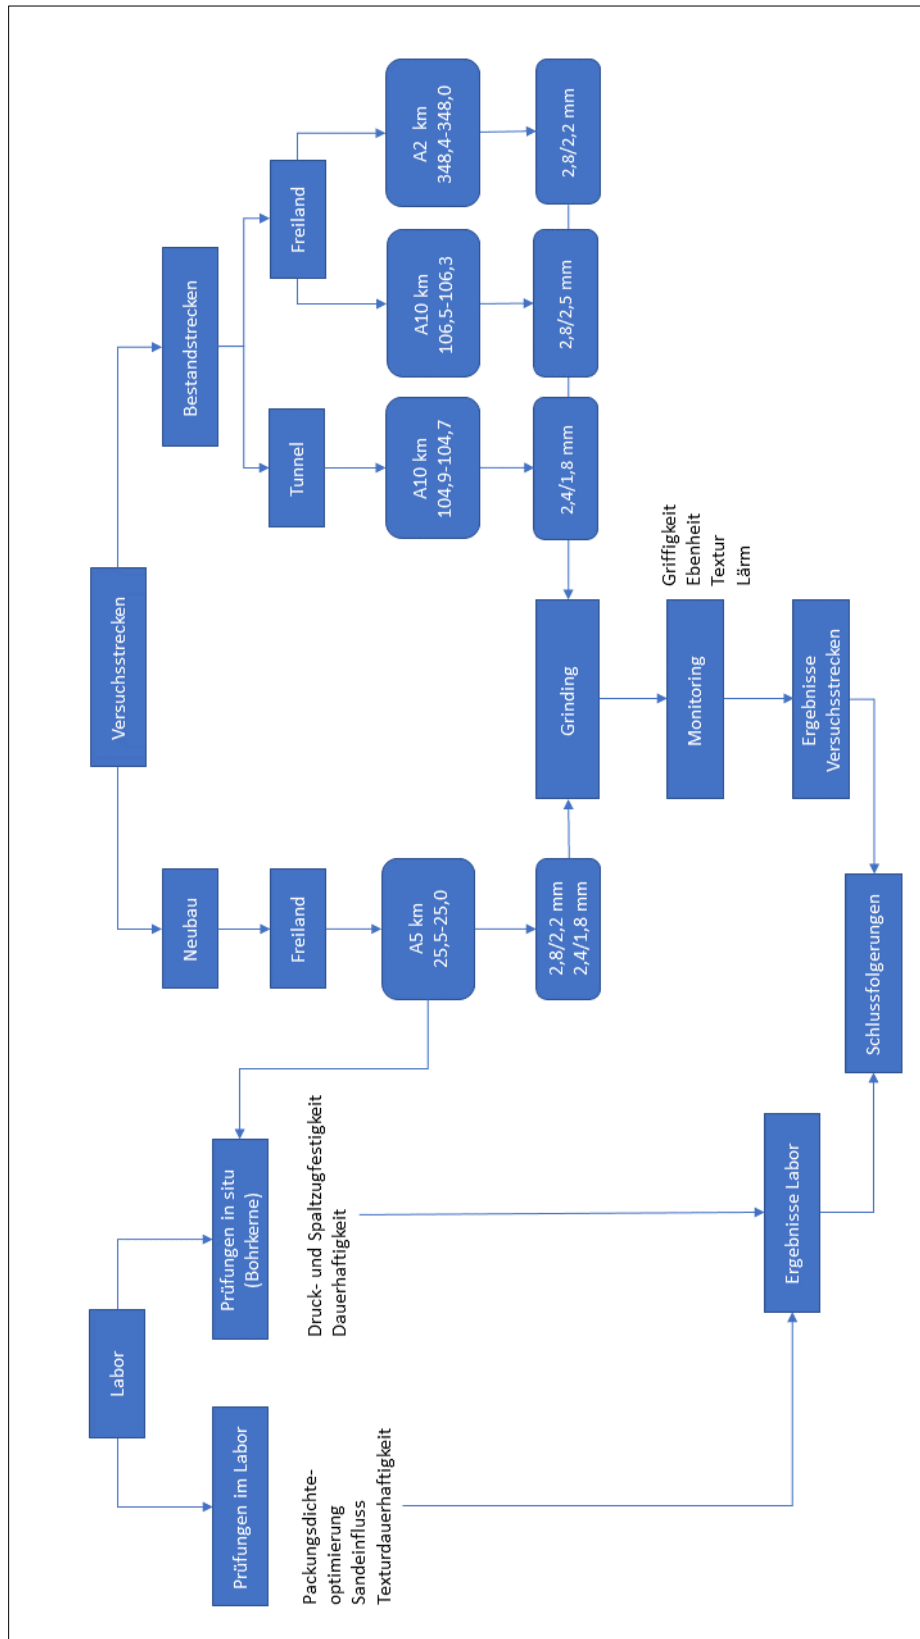 Labor
Versuchsstrecken
Prüfungen im Labor
Prüfungen in situ
(Bohrkerne)
Neubau
Bestandstrecken
Packungsdichte-
optimierung
Sandeinfluss
Texturdauerhaftigkeit
Druck- und Spaltzugfestigkeit
Dauerhaftigkeit
Freiland
Tunnel
Freiland
A5 km
25,5-25,0
A10 km
104,9-104,7
A10 km
106,5-106,3
A2 km
348,4-348,0
2,8/2,2 mm
2,4/1,8 mm
2,4/1,8 mm
2,8/2,5 mm
2,8/2,2 mm
Grinding
Monitoring
Griffigkeit
Ebenheit
Textur
Lärm
Ergebnisse Labor
Ergebnisse
Versuchsstrecken
Schlussfolgerungen